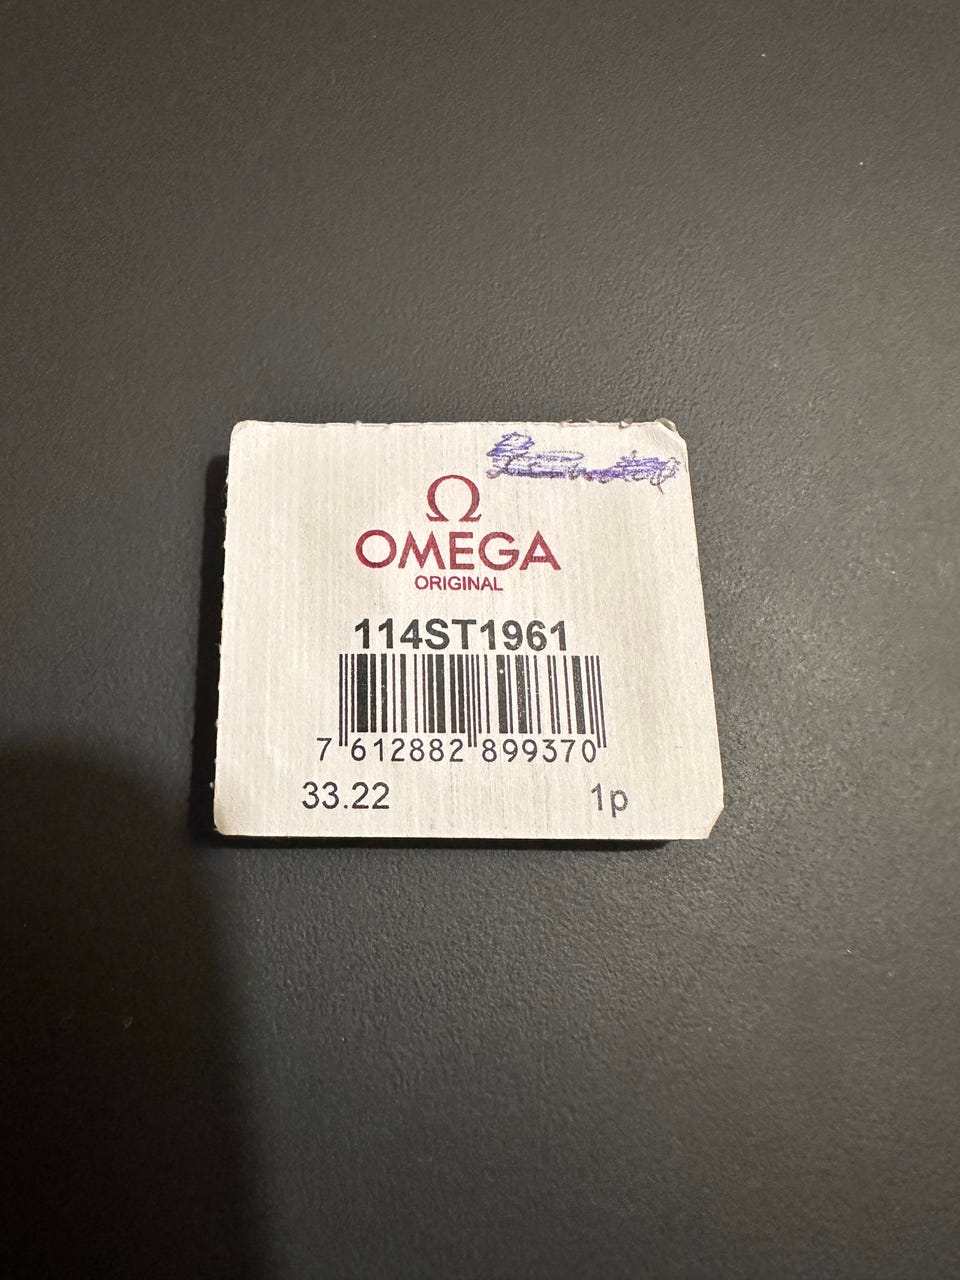 Ω
OMEGA
ORIGINAL
114ST1961
7 612882 899370
33.22 1p